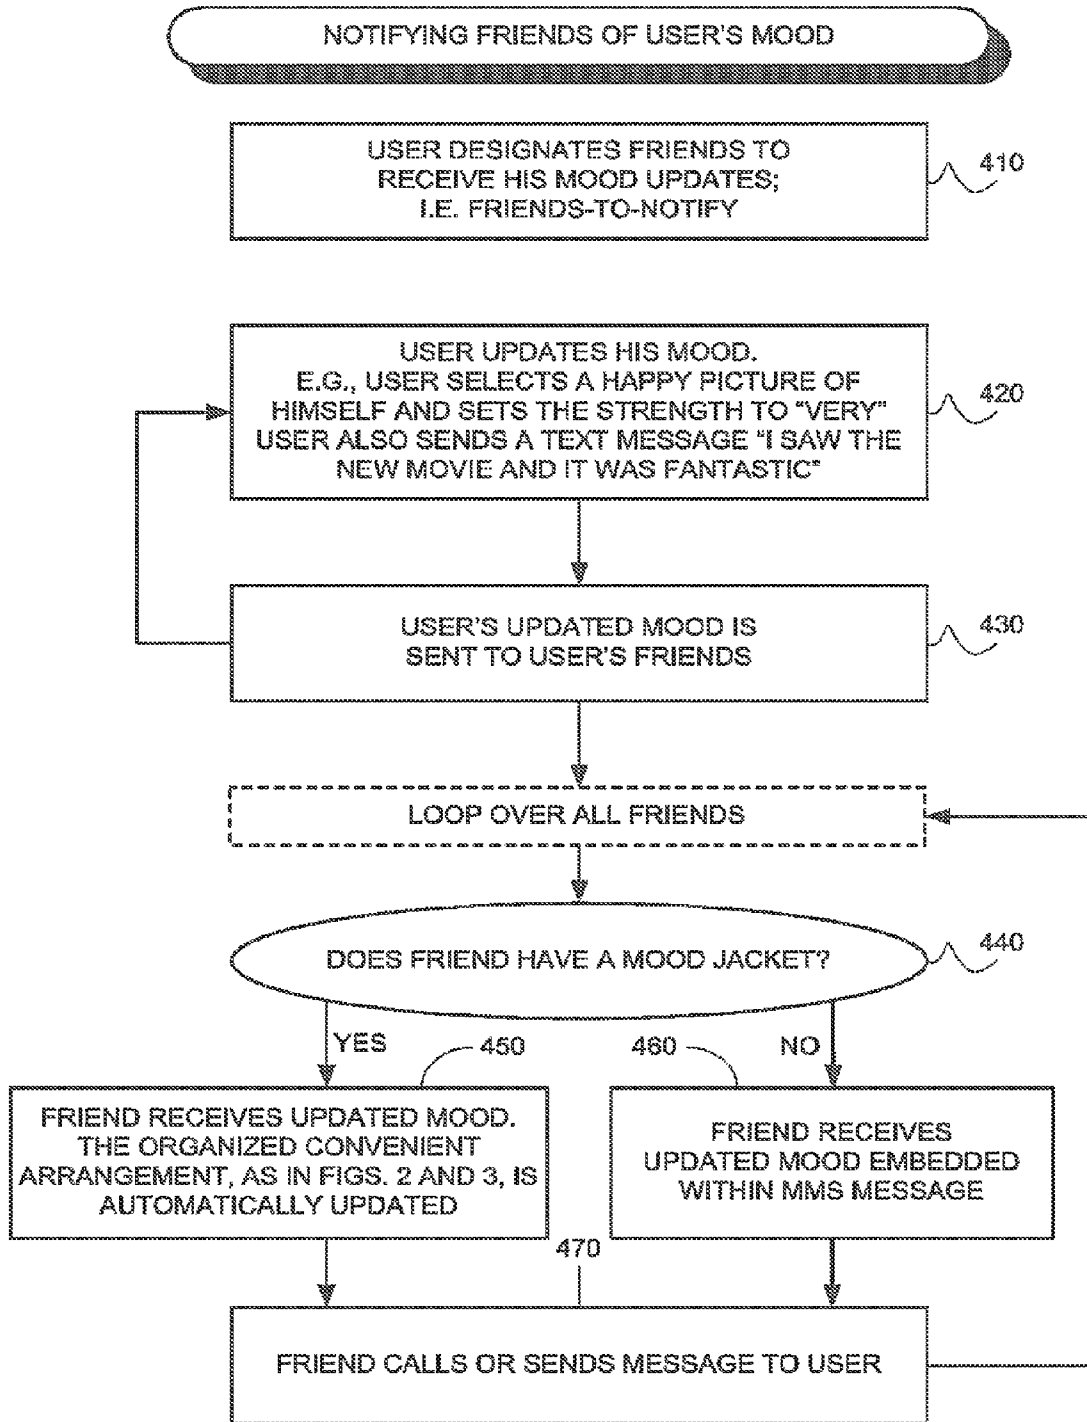 NOTIFYING FRIENDS OF USER'S MOOD
USER DESIGNATES FRIENDS TO
RECEIVE HIS MOOD UPDATES;
I.E. FRIENDS-TO-NOTIFY
410
USER UPDATES HIS MOOD.
E.G., USER SELECTS A HAPPY PICTURE OF
HIMSELF AND SETS THE STRENGTH TO "VERY"
USER ALSO SENDS A TEXT MESSAGE "I SAW THE
NEW MOVIE AND IT WAS FANTASTIC"
420
USER'S UPDATED MOOD IS
SENT TO USER'S FRIENDS
430
LOOP OVER ALL FRIENDS
DOES FRIEND HAVE A MOOD JACKET?
440
YES
450
460
NO
FRIEND RECEIVES UPDATED MOOD.
THE ORGANIZED CONVENIENT
ARRANGEMENT, AS IN FIGS. 2 AND 3, IS
AUTOMATICALLY UPDATED
FRIEND RECEIVES
UPDATED MOOD EMBEDDED
WITHIN MMS MESSAGE
470
FRIEND CALLS OR SENDS MESSAGE TO USER